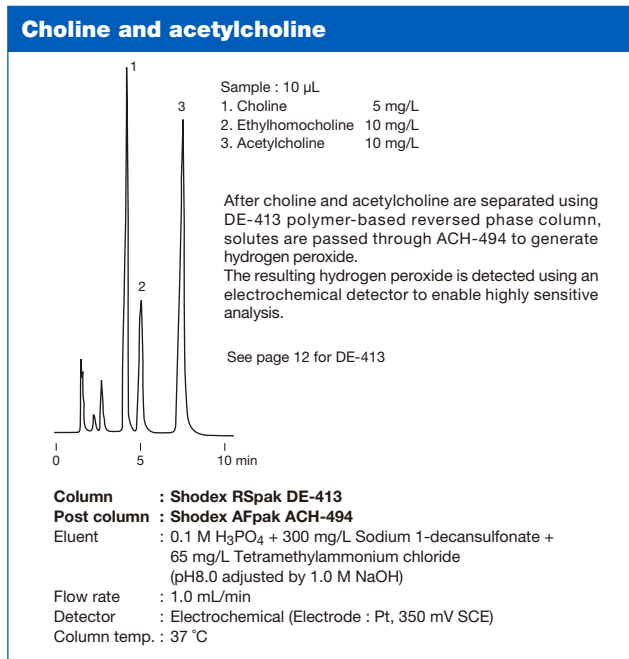 Choline and acetylcholine
1
Sample : 10 µL
1. Choline 5 mg/L
2. Ethylhomocholine 10 mg/L
3. Acetylcholine 10 mg/L
3
After choline and acetylcholine are separated using
DE-413 polymer-based reversed phase column,
solutes are passed through ACH-494 to generate
hydrogen peroxide.
The resulting hydrogen peroxide is detected using an
electrochemical detector to enable highly sensitive
analysis.
2
See page 12 for DE-413
0 5 10 min
Column : Shodex RSpak DE-413
Post column : Shodex AFpak ACH-494
Eluent : 0.1 M H₃PO₄ + 300 mg/L Sodium 1-decansulfonate +
65 mg/L Tetramethylammonium chloride
(pH8.0 adjusted by 1.0 M NaOH)
Flow rate : 1.0 mL/min
Detector : Electrochemical (Electrode : Pt, 350 mV SCE)
Column temp. : 37 ˚C